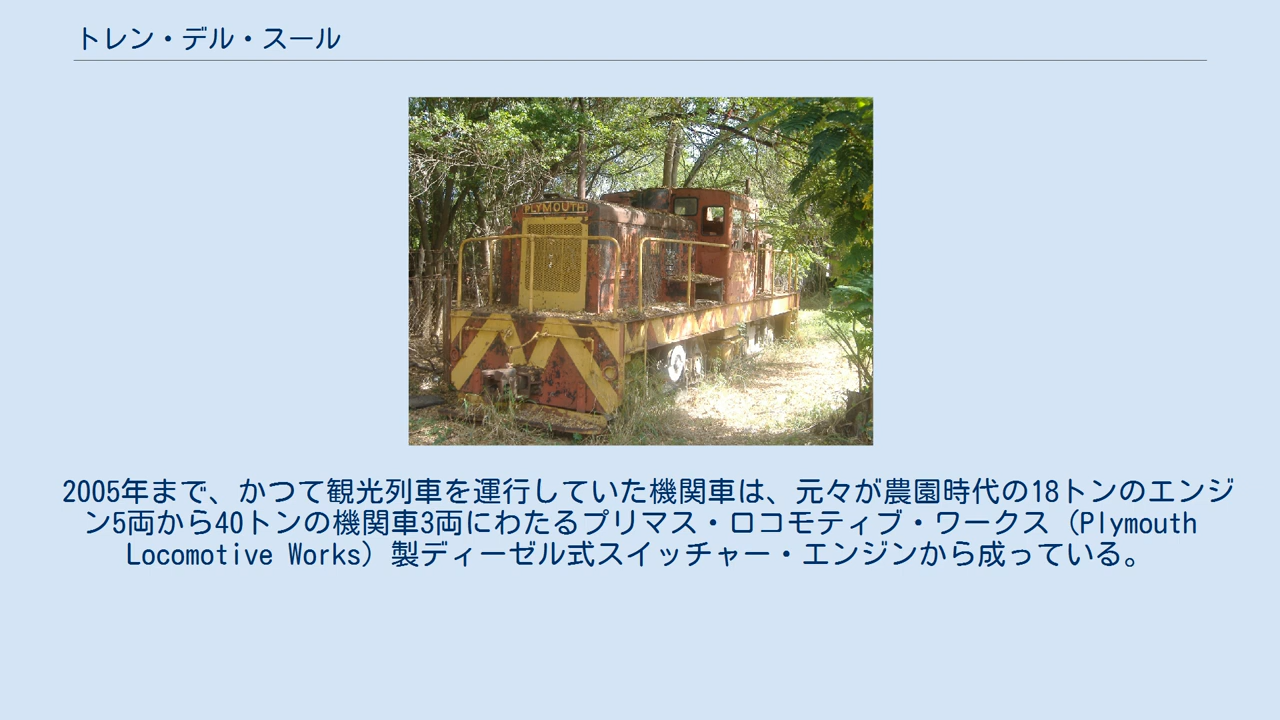 トレン・デル・スール
PLYMOUTH
2005年まで、かつて観光列車を運行していた機関車は、元々が農園時代の18トンのエンジ
ン5両から40トンの機関車3両にわたるプリマス・ロコモティブ・ワークス（Plymouth
Locomotive Works）製ディーゼル式スイッチャー・エンジンから成っている。